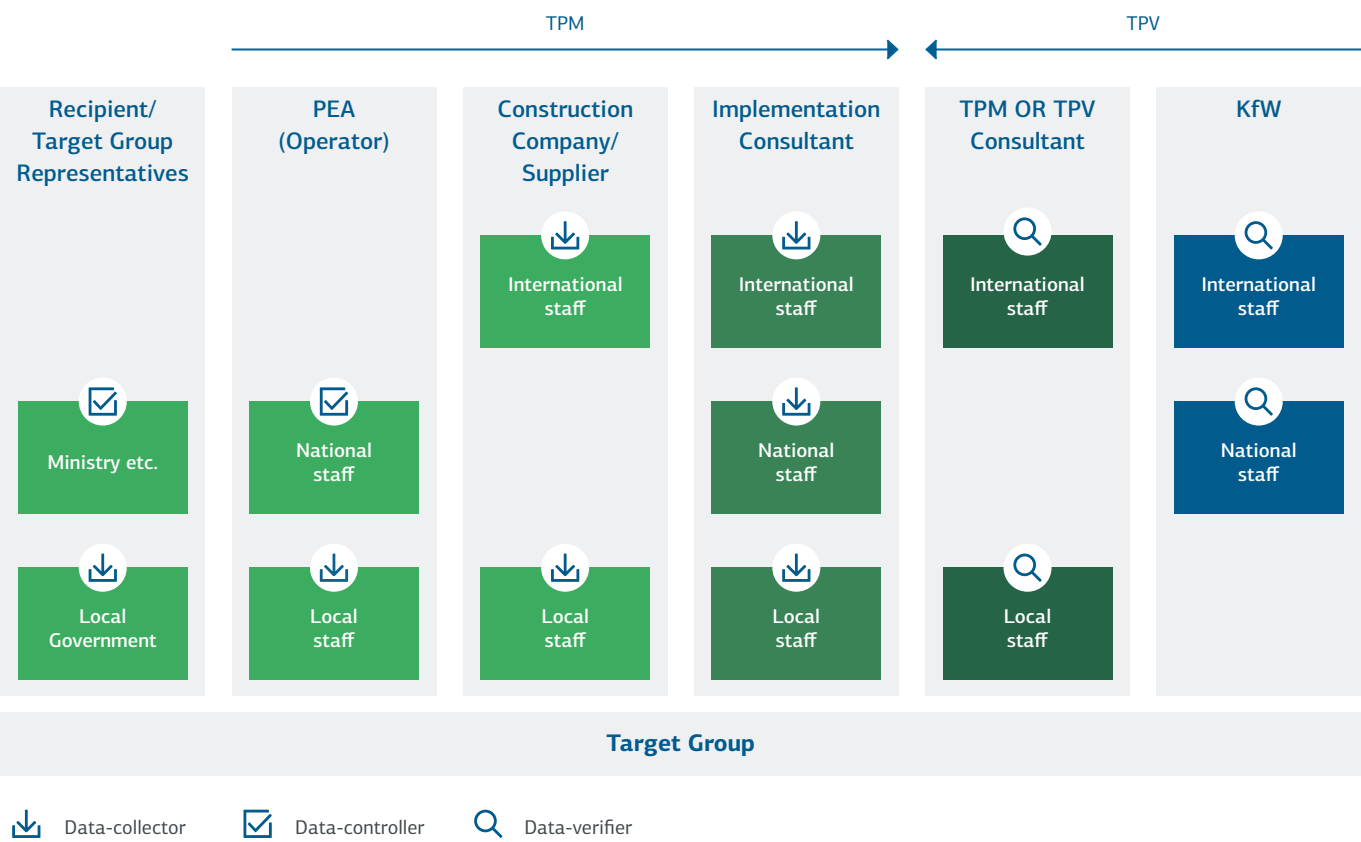 TPM
TPV
Recipient/
Target Group
Representatives
PEA
(Operator)
Construction
Company/
Supplier
Implementation
Consultant
TPM OR TPV
Consultant
KfW
International
staff
International
staff
International
staff
International
staff
Ministry etc.
National
staff
National
staff
National
staff
Local
Government
Local
staff
Local
staff
Local
staff
Local
staff
Target Group
Data-collector
Data-controller
Data-verifier